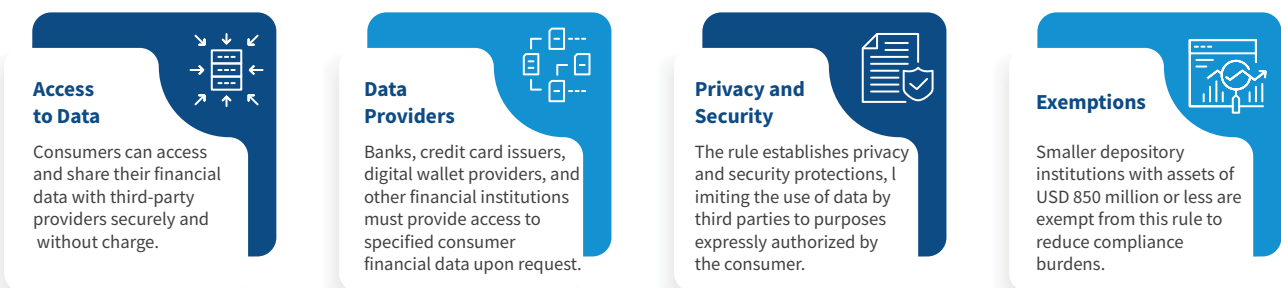 Access
to Data
Consumers can access
and share their financial
data with third-party
providers securely and
without charge.
Data
Providers
Banks, credit card issuers,
digital wallet providers, and
other financial institutions
must provide access to
specified consumer
financial data upon request.
Privacy and
Security
The rule establishes privacy
and security protections, l
imiting the use of data by
third parties to purposes
expressly authorized by
the consumer.
Exemptions
Smaller depository
institutions with assets of
USD 850 million or less are
exempt from this rule to
reduce compliance
burdens.